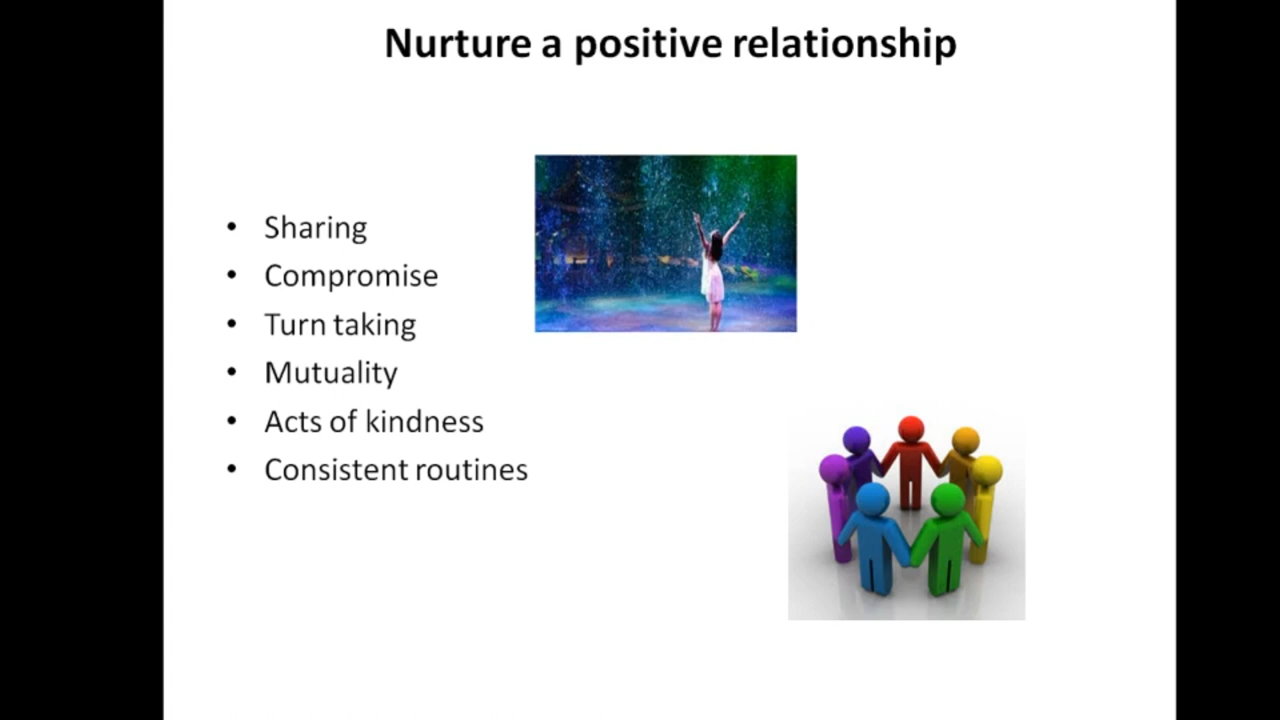 Nurture a positive relationship
• Sharing
• Compromise
• Turn taking
• Mutuality
• Acts of kindness
• Consistent routines